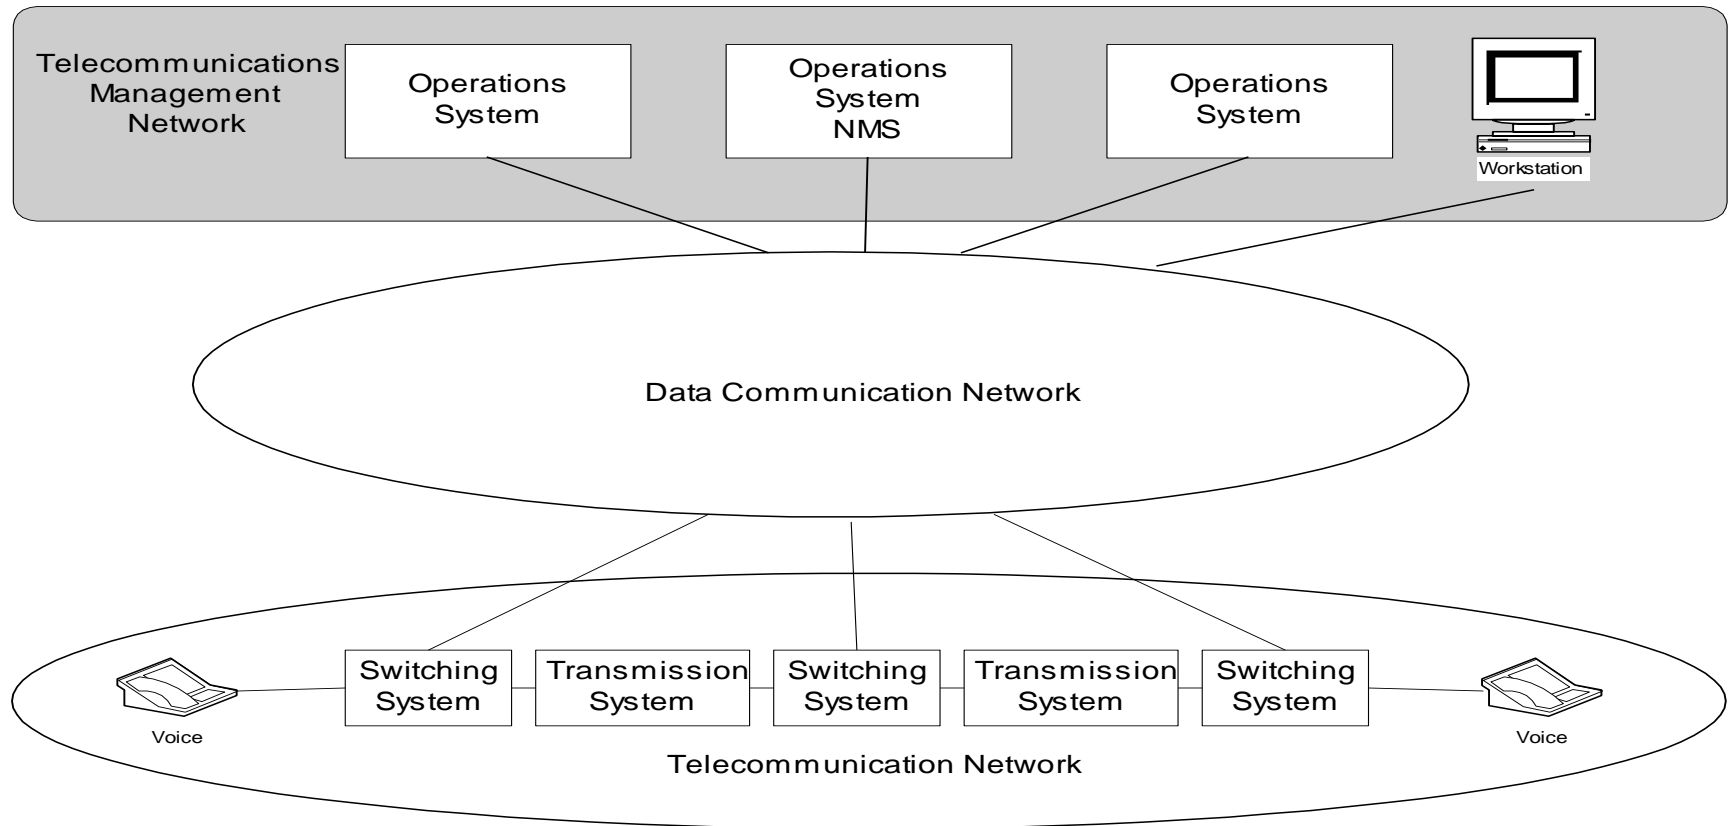 Telecommunications
Management
Network
Operations
System
Operations
System
NMS
Operations
System
Workstation
Data Communication Network
Switching
System
Transmission
System
Switching
System
Transmission
System
Switching
System
Voice
Voice
Telecommunication Network